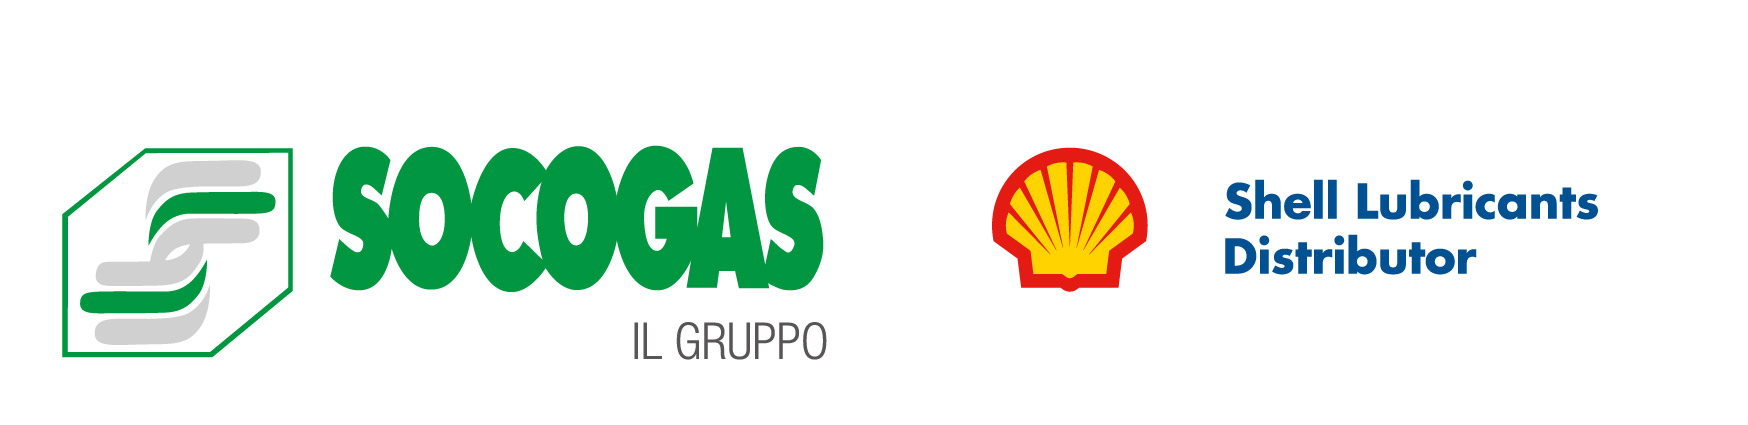 SOCOGAS
IL GRUPPO
Shell Lubricants
Distributor